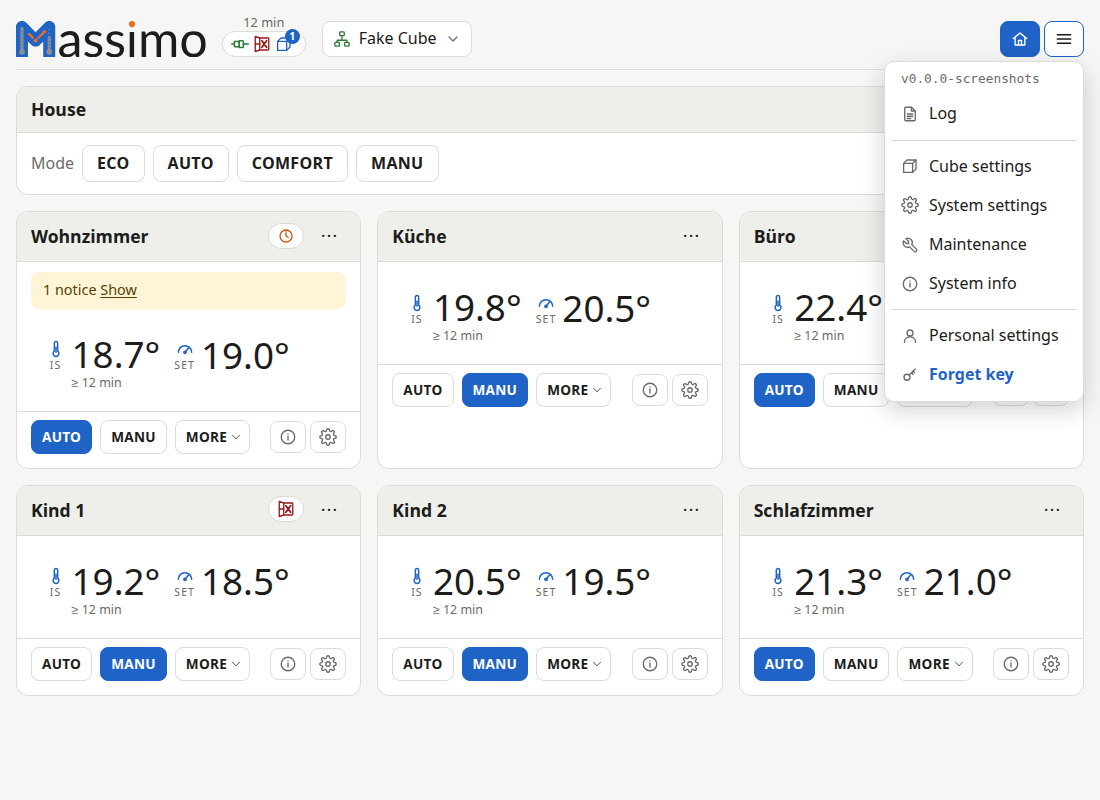 Massimo
12 min
1
Fake Cube
v0.0.0-screenshots
Log
Cube settings
System settings
Maintenance
System info
Personal settings
Forget key
House
Mode ECO AUTO COMFORT MANU
Wohnzimmer
1 notice Show
IS 18.7° SET 19.0°
≥ 12 min
AUTO MANU MORE
Küche
IS 19.8° SET 20.5°
≥ 12 min
AUTO MANU MORE
Büro
IS 22.4°
≥ 12 min
AUTO MANU
Kind 1
IS 19.2° SET 18.5°
≥ 12 min
AUTO MANU MORE
Kind 2
IS 20.5° SET 19.5°
≥ 12 min
AUTO MANU MORE
Schlafzimmer
IS 21.3° SET 21.0°
≥ 12 min
AUTO MANU MORE